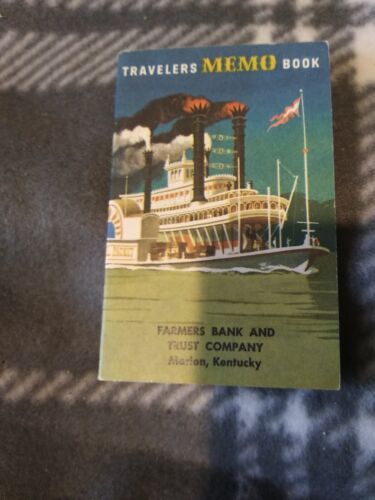 TRAVELERS MEMO BOOK
FARMERS BANK AND
TRUST COMPANY
Marion, Kentucky